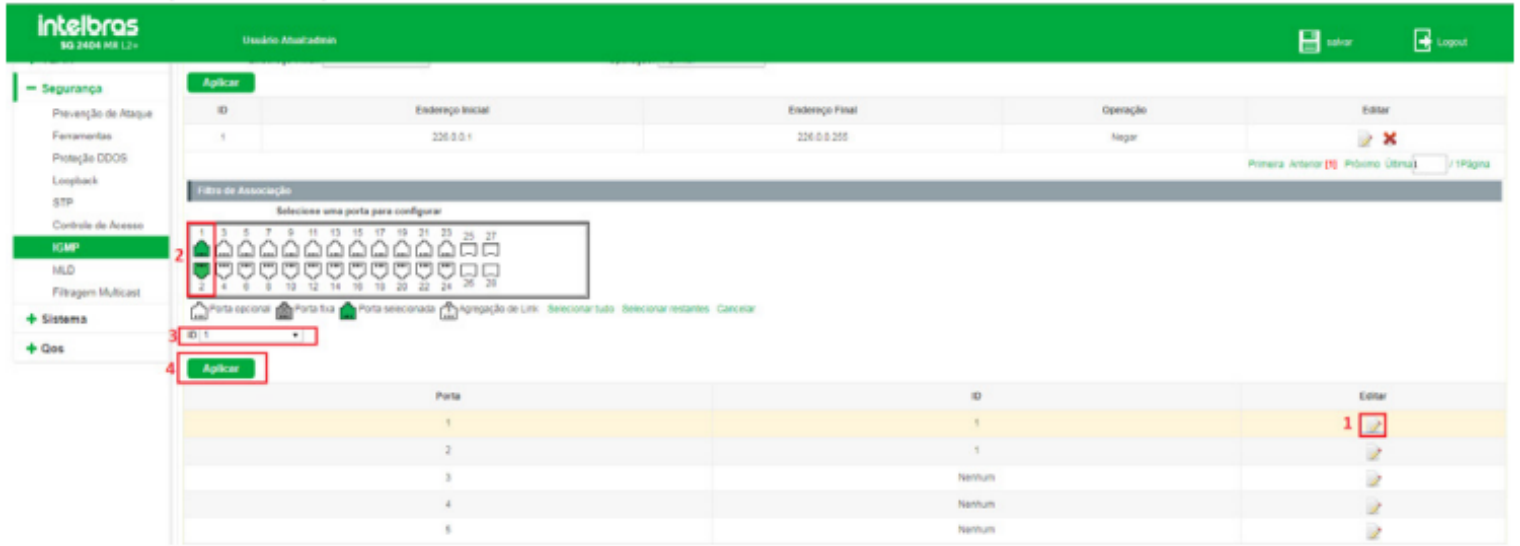 intelbras
SG 2404 MR L2+
Usuário Atual:admin
salvar
Logout
Segurança
Prevenção de Ataque
Ferramentas
Proteção DDOS
Loopback
STP
Controle de Acesso
IGMP
MLD
Filtragem Multicast
Sistema
Qos
Aplicar
ID Endereço Inicial Endereço Final Operação Editar
1 226.0.0.1 226.0.0.255 Negar
Primeira Anterior [1] Próximo Última 1 / 1Página
Filtro de Associação
Selecione uma porta para configurar
1 3 5 7 9 11 13 15 17 19 21 23 25 27
2
2 4 6 8 10 12 14 16 18 20 22 24 26 28
Porta opcional Porta fixa Porta selecionada Agregação de Link Selecionar tudo Selecionar restantes Cancelar
3 ID 1
4 Aplicar
Porta ID Editar
1 1 1
2 1
3 Nenhum
4 Nenhum
5 Nenhum